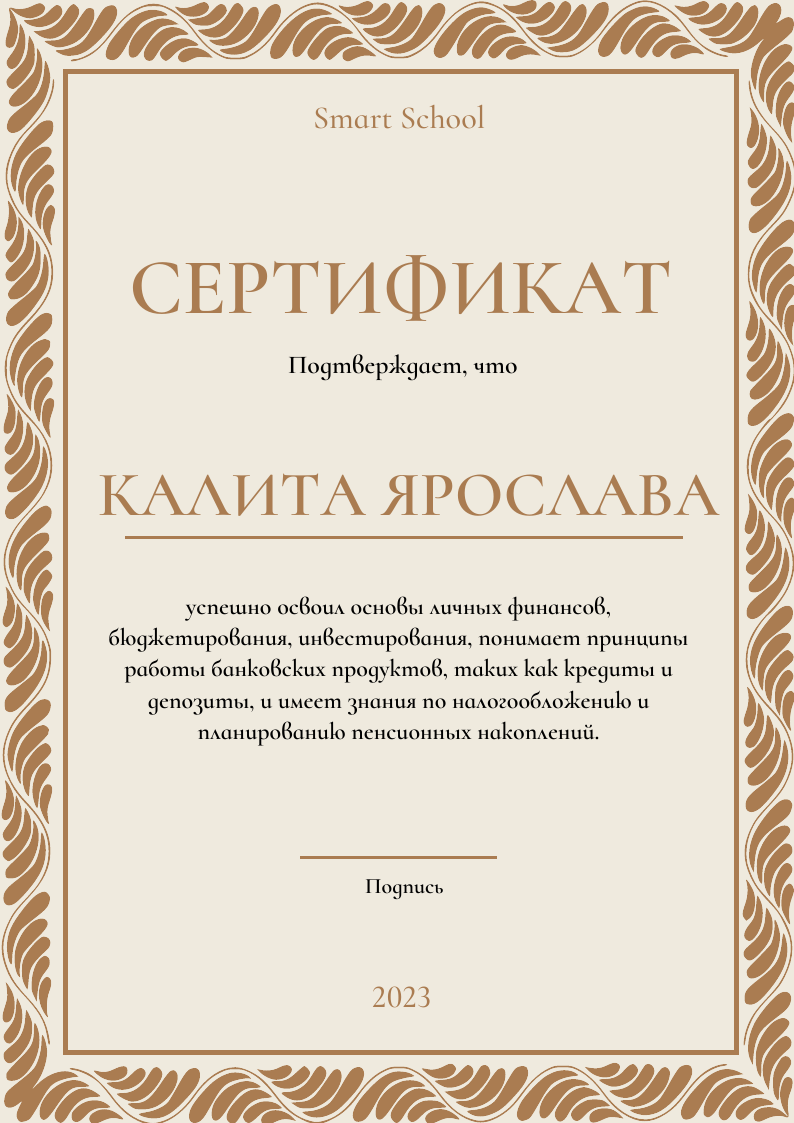 Smart School
СЕРТИФИКАТ
Подтверждает, что
КАЛИТА ЯРОСЛАВА
успешно освоил основы личных финансов,
бюджетирования, инвестирования, понимает принципы
работы банковских продуктов, таких как кредиты и
депозиты, и имеет знания по налогообложению и
планированию пенсионных накоплений.
Подпись
2023